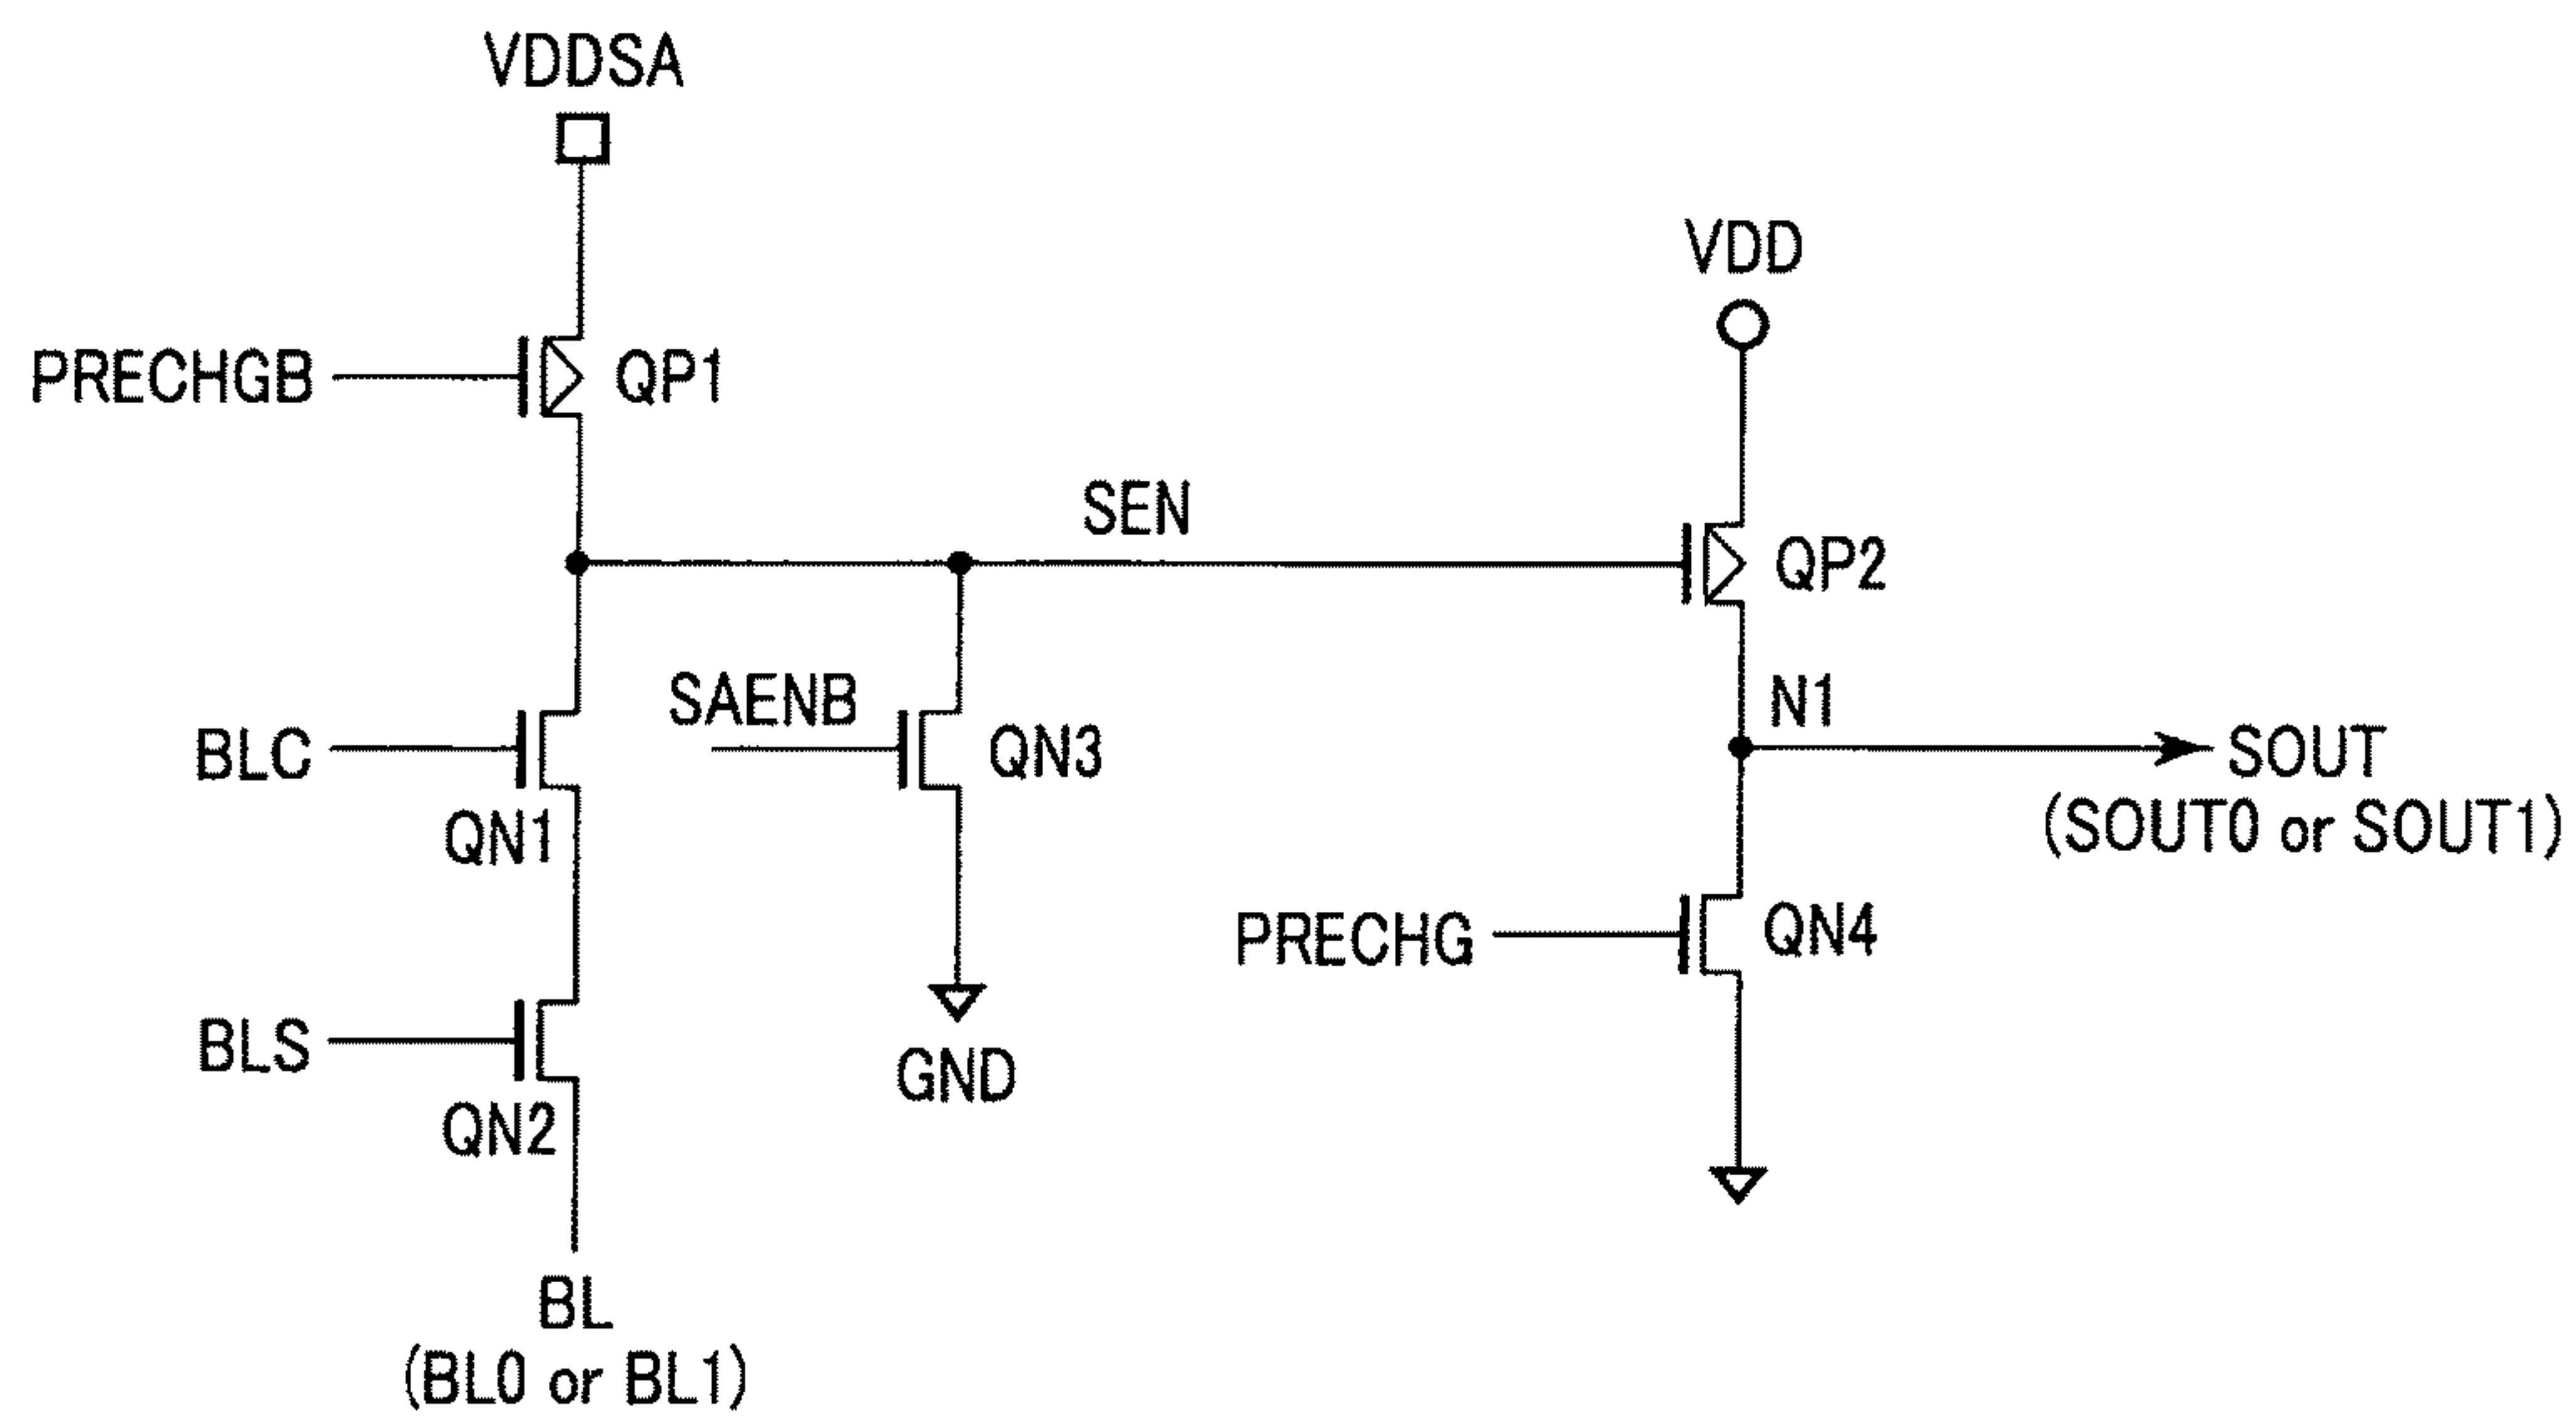 VDDSA
VDD
PRECHGB
QP1
SEN
QP2
SAENB
N1
BLC
QN3
SOUT
QN1
(SOUT0 or SOUT1)
PRECHG
QN4
BLS
GND
QN2
BL
(BL0 or BL1)